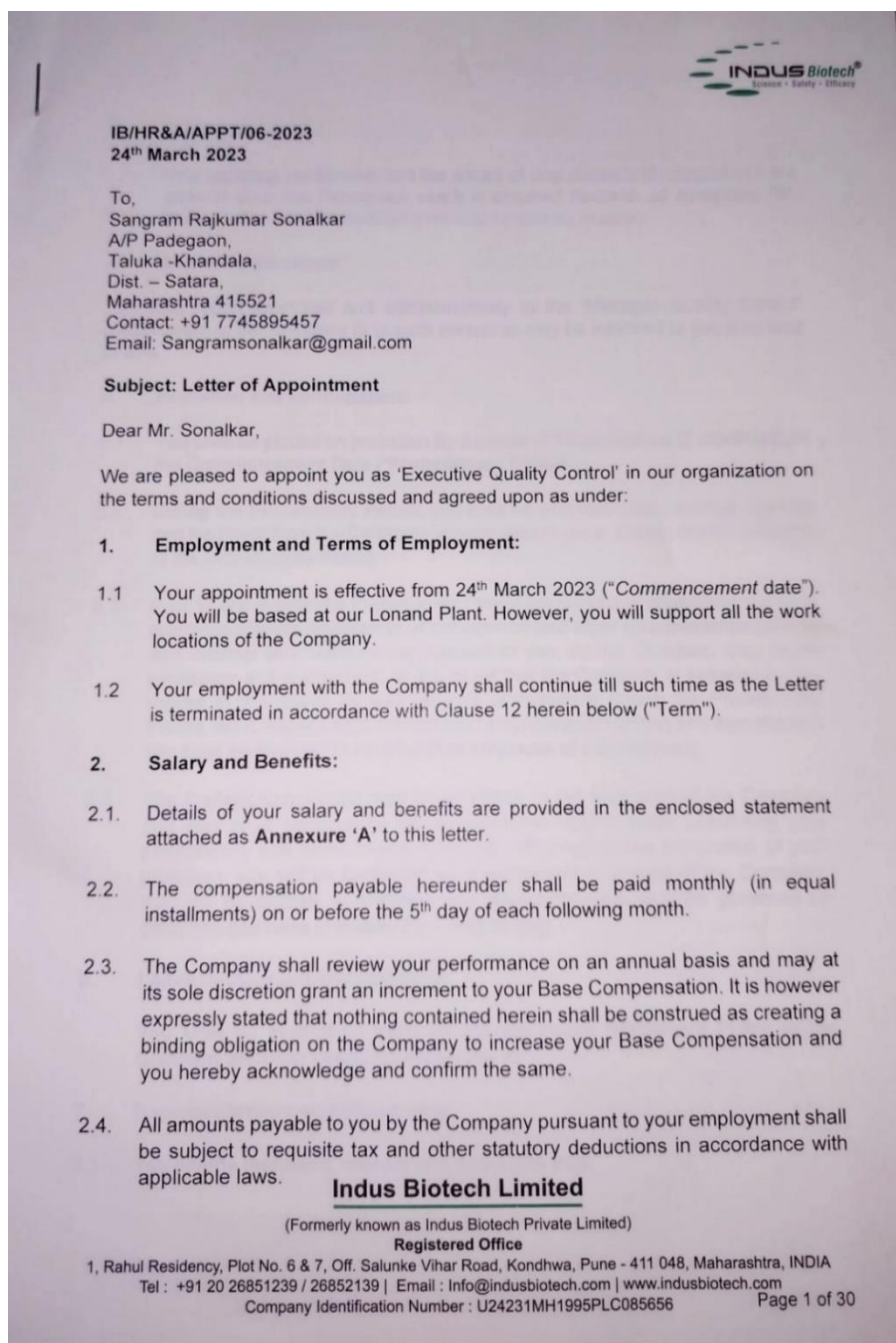 INDUS Biotech®
Science • Safety • Efficacy
IB/HR&A/APPT/06-2023
24th March 2023
To,
Sangram Rajkumar Sonalkar
A/P Padegaon,
Taluka -Khandala,
Dist. – Satara,
Maharashtra 415521
Contact: +91 7745895457
Email: Sangramsonalkar@gmail.com
Subject: Letter of Appointment
Dear Mr. Sonalkar,
We are pleased to appoint you as ‘Executive Quality Control’ in our organization on
the terms and conditions discussed and agreed upon as under:
1. Employment and Terms of Employment:
1.1 Your appointment is effective from 24th March 2023 (“Commencement date”).
You will be based at our Lonand Plant. However, you will support all the work
locations of the Company.
1.2 Your employment with the Company shall continue till such time as the Letter
is terminated in accordance with Clause 12 herein below ("Term").
2. Salary and Benefits:
2.1. Details of your salary and benefits are provided in the enclosed statement
attached as Annexure ‘A’ to this letter.
2.2. The compensation payable hereunder shall be paid monthly (in equal
installments) on or before the 5th day of each following month.
2.3. The Company shall review your performance on an annual basis and may at
its sole discretion grant an increment to your Base Compensation. It is however
expressly stated that nothing contained herein shall be construed as creating a
binding obligation on the Company to increase your Base Compensation and
you hereby acknowledge and confirm the same.
2.4. All amounts payable to you by the Company pursuant to your employment shall
be subject to requisite tax and other statutory deductions in accordance with
applicable laws.
Indus Biotech Limited
(Formerly known as Indus Biotech Private Limited)
Registered Office
1, Rahul Residency, Plot No. 6 & 7, Off. Salunke Vihar Road, Kondhwa, Pune - 411 048, Maharashtra, INDIA
Tel : +91 20 26851239 / 26852139 | Email : Info@indusbiotech.com | www.indusbiotech.com
Company Identification Number : U24231MH1995PLC085656
Page 1 of 30